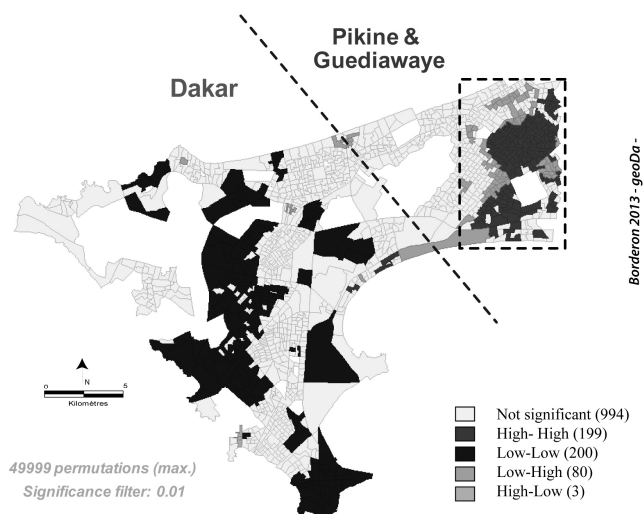 Pikine &
Guediawaye
Dakar
Borderon 2013 - geoDa -
N
0 5
Kilomètres
49999 permutations (max.)
Significance filter: 0.01
Not significant (994)
High- High (199)
Low-Low (200)
Low-High (80)
High-Low (3)